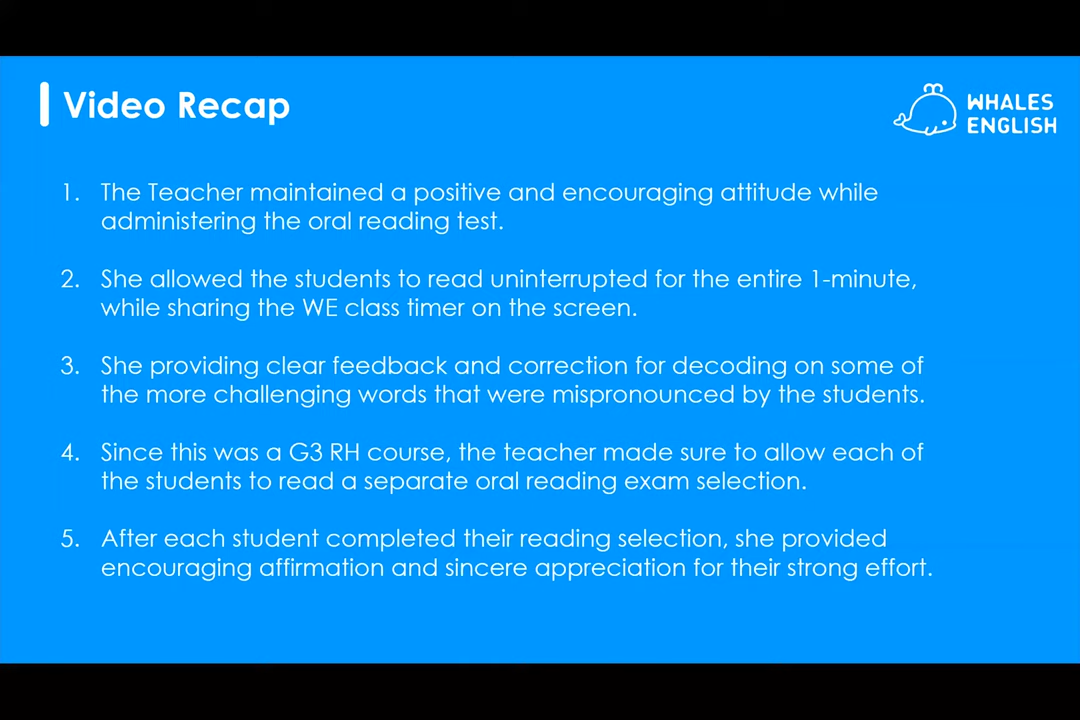 Video Recap
WHALES
ENGLISH
1. The Teacher maintained a positive and encouraging attitude while
administering the oral reading test.
2. She allowed the students to read uninterrupted for the entire 1-minute,
while sharing the WE class timer on the screen.
3. She providing clear feedback and correction for decoding on some of
the more challenging words that were mispronounced by the students.
4. Since this was a G3 RH course, the teacher made sure to allow each of
the students to read a separate oral reading exam selection.
5. After each student completed their reading selection, she provided
encouraging affirmation and sincere appreciation for their strong effort.